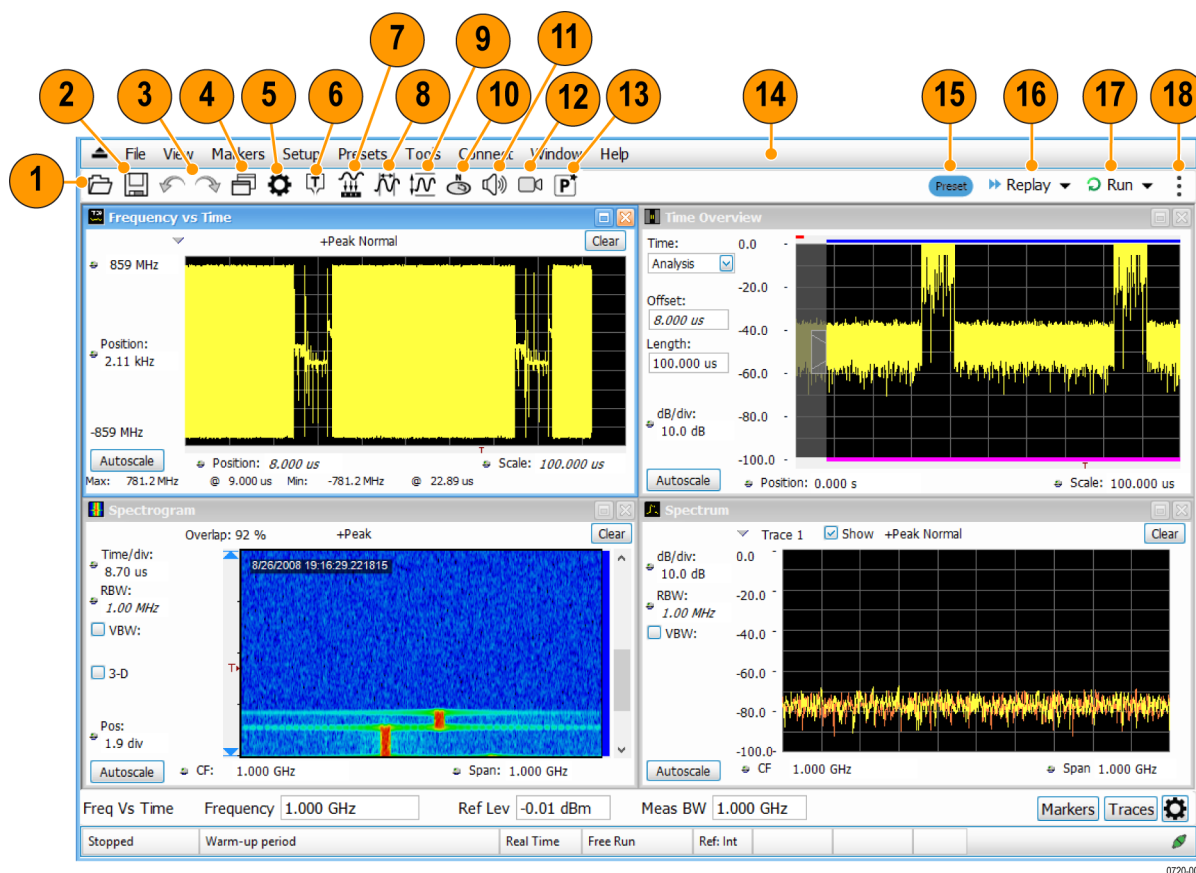 7 9 11
2 3 4 5 6 8 10 12 13 14 15 16 17 18
1
File View Markers Setup Presets Tools Connect Window Help
T N P
Preset Replay Run
Frequency vs Time
+Peak Normal Clear
859 MHz
Position:
2.11 kHz
-859 MHz
Autoscale Position: 8.000 us Scale: 100.000 us
T
Max: 781.2 MHz @ 9.000 us Min: -781.2 MHz @ 22.89 us
Time Overview
Time: 0.0 -
Analysis
-20.0 -
Offset:
8.000 us
-40.0 -
Length:
100.000 us
-60.0 -
dB/div: -80.0 -
10.0 dB
-100.0 -
T
Autoscale Position: 0.000 s Scale: 100.000 us
Spectrogram
Overlap: 92 % +Peak Clear
Time/div:
8.70 us
8/26/2008 19:16:29.221815
RBW:
1.00 MHz
VBW:
T
3-D
Pos:
1.9 div
Autoscale CF: 1.000 GHz Span: 1.000 GHz
Spectrum
Trace 1 Show +Peak Normal Clear
dB/div: 0.0 -
10.0 dB
RBW: -20.0 -
1.00 MHz
VBW: -40.0 -
-60.0 -
-80.0 -
-100.0-
Autoscale CF 1.000 GHz Span 1.000 GHz
Freq Vs Time Frequency 1.000 GHz Ref Lev -0.01 dBm Meas BW 1.000 GHz Markers Traces
Stopped Warm-up period Real Time Free Run Ref: Int